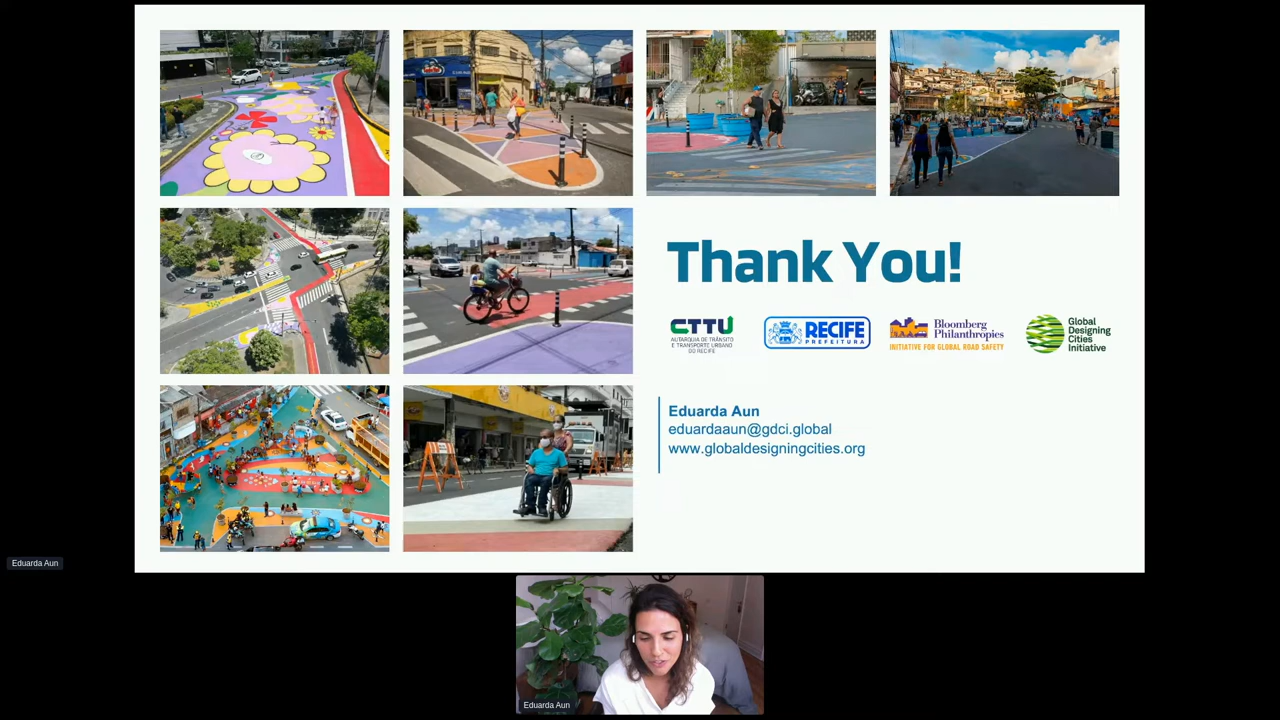 Thank You!
CTTU
AUTARQUIA DE TRÂNSITO
E TRANSPORTE URBANO
DO RECIFE
RECIFE
PREFEITURA
Bloomberg
Philanthropies
INITIATIVE FOR GLOBAL ROAD SAFETY
Global
Designing
Cities
Initiative
Eduarda Aun
eduardaaun@gdci.global
www.globaldesigningcities.org
Eduarda Aun
Eduarda Aun